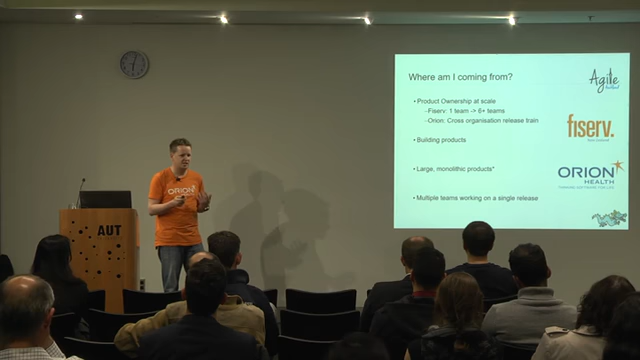 Where am I coming from?
Agile
• Product Ownership at scale
–Fiserv: 1 team -> 6+ teams
–Orion: Cross organisation release train
fiserv.
• Building products
• Large, monolithic products*
ORION
HEALTH
• Multiple teams working on a single release
ORION
AUT